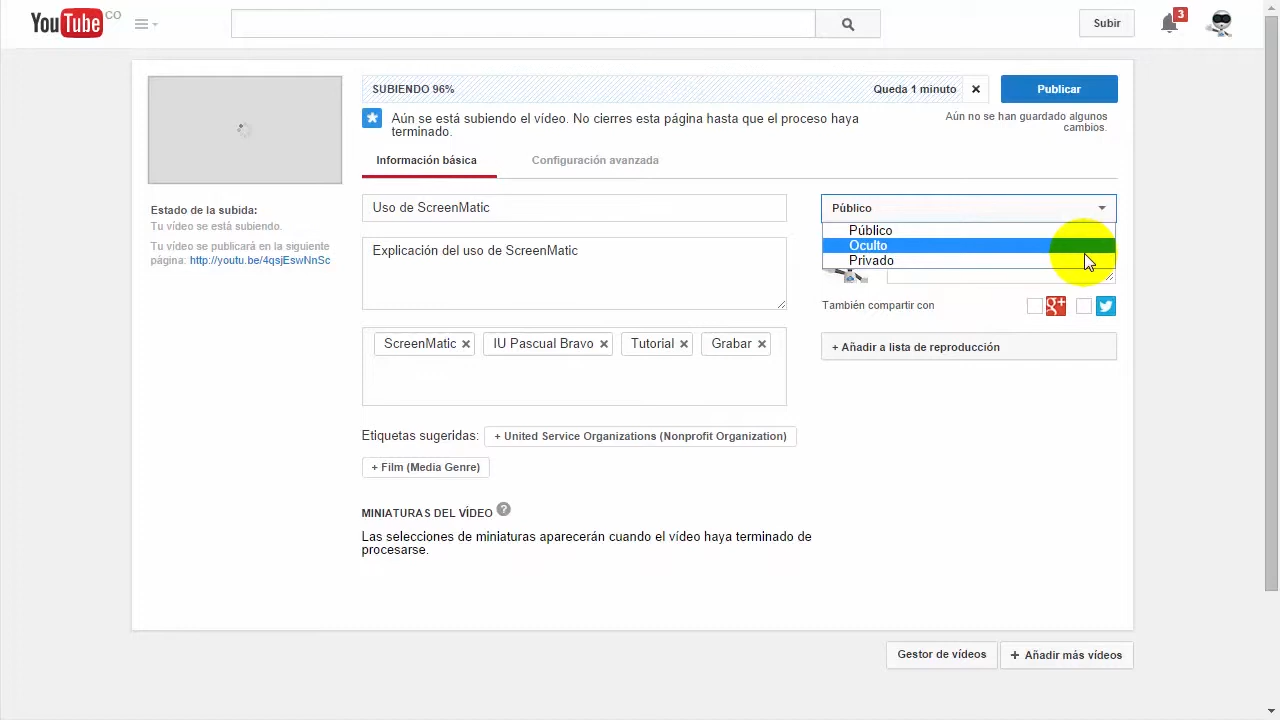 YouTube CO
Subir
3
SUBIENDO 96%
Queda 1 minuto
Publicar
Aún se está subiendo el vídeo. No cierres esta página hasta que el proceso haya
terminado.
Aún no se han guardado algunos
cambios.
Información básica
Configuración avanzada
Estado de la subida:
Tu vídeo se está subiendo.
Tu vídeo se publicará en la siguiente
página: http://youtu.be/4qsjEswNnSc
Uso de ScreenMatic
Explicación del uso de ScreenMatic
ScreenMatic
IU Pascual Bravo
Tutorial
Grabar
Etiquetas sugeridas:
+ United Service Organizations (Nonprofit Organization)
+ Film (Media Genre)
MINIATURAS DEL VÍDEO ?
Las selecciones de miniaturas aparecerán cuando el vídeo haya terminado de
procesarse.
Público
Público
Oculto
Privado
También compartir con
g+
+ Añadir a lista de reproducción
Gestor de vídeos
+ Añadir más vídeos